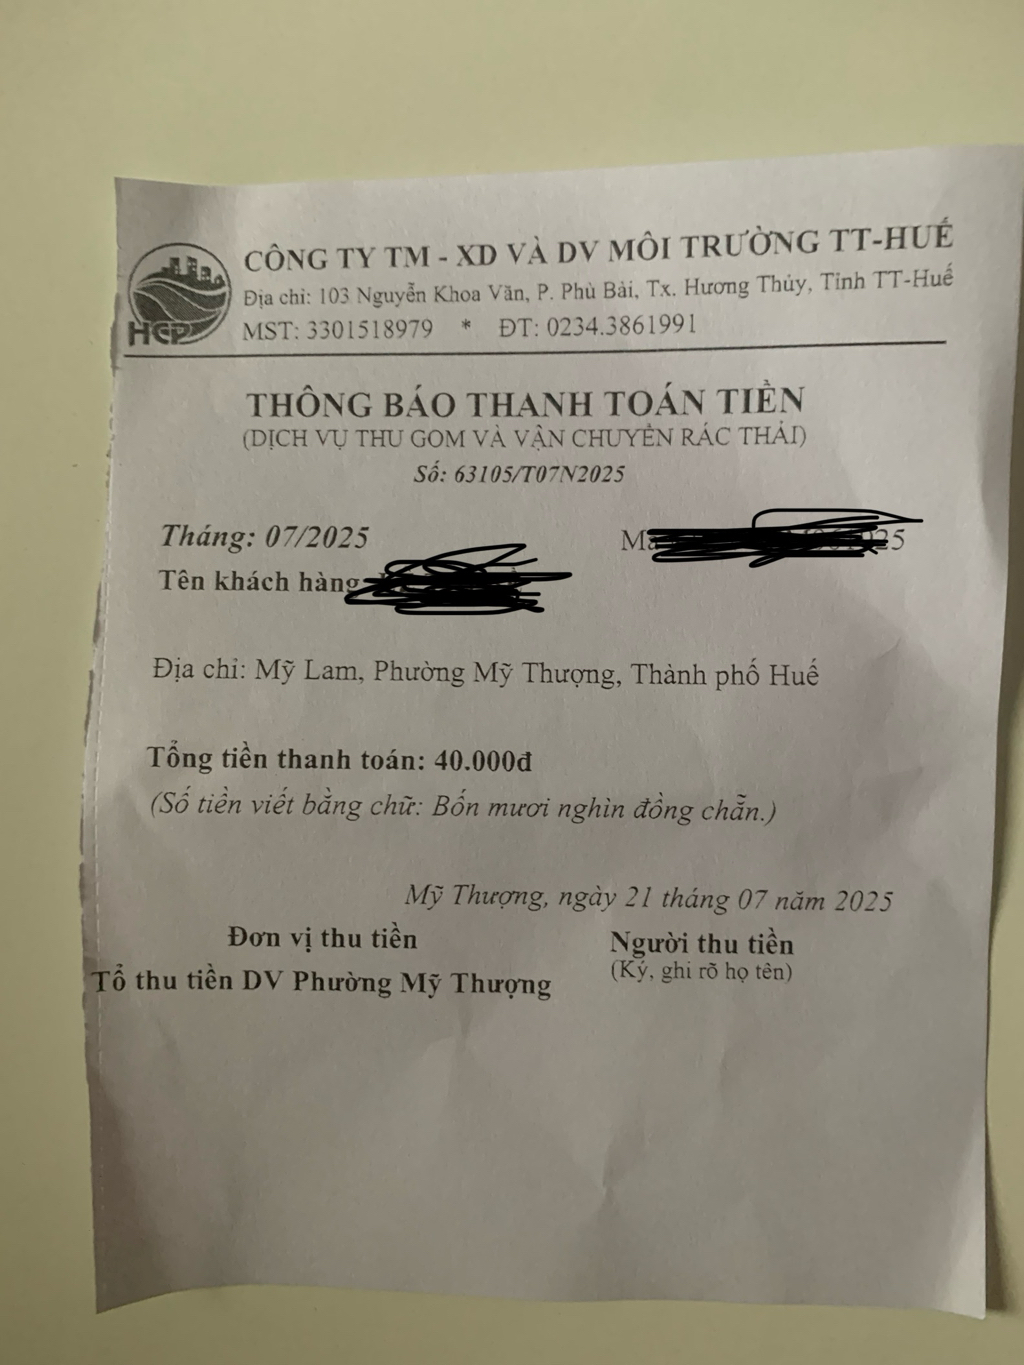 CÔNG TY TM - XD VÀ DV MÔI TRƯỜNG TT-HUẾ
Địa chỉ: 103 Nguyễn Khoa Văn, P. Phù Bài, Tx. Hương Thủy, Tỉnh TT-Huế
HEP
MST: 3301518979 * ĐT: 0234.3861991
THÔNG BÁO THANH TOÁN TIỀN
(DỊCH VỤ THU GOM VÀ VẬN CHUYỂN RÁC THẢI)
Số: 63105/T07N2025
Tháng: 07/2025
Tên khách hàng
Địa chỉ: Mỹ Lam, Phường Mỹ Thượng, Thành phố Huế
Tổng tiền thanh toán: 40.000đ
(Số tiền viết bằng chữ: Bốn mươi nghìn đồng chẵn.)
Mỹ Thượng, ngày 21 tháng 07 năm 2025
Đơn vị thu tiền
Người thu tiền
Tổ thu tiền DV Phường Mỹ Thượng
(Ký, ghi rõ họ tên)